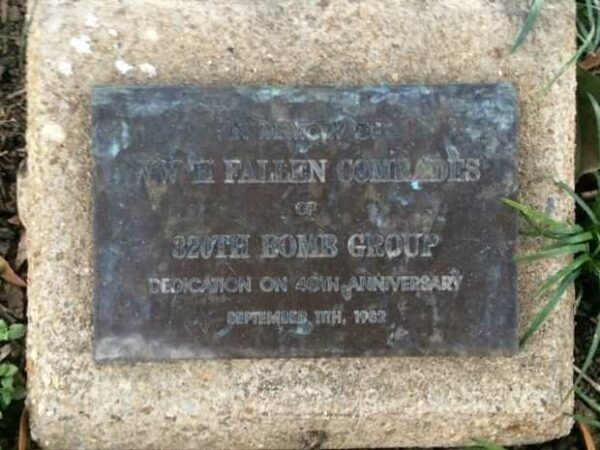 IN MEMORY OF
WW II FALLEN COMRADES
OF
320TH BOMB GROUP
DEDICATION ON 40TH ANNIVERSARY
SEPTEMBER 11TH, 1982